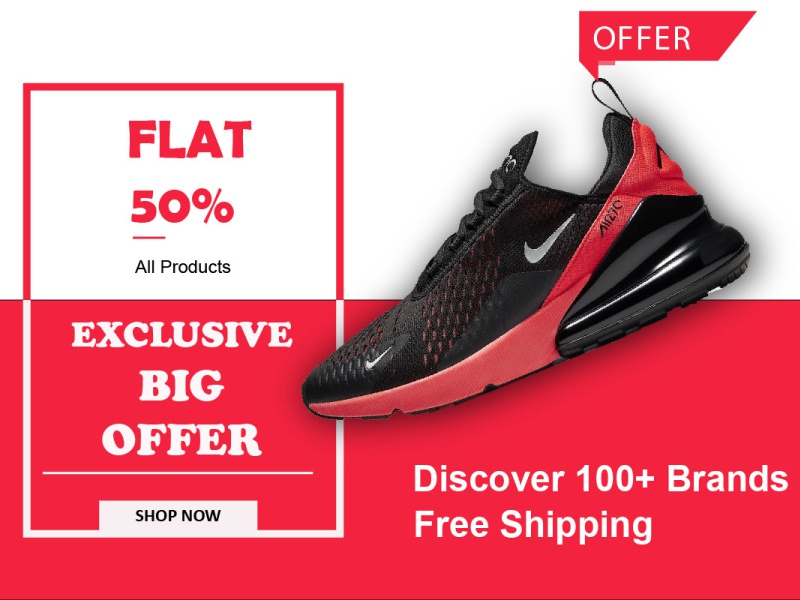 OFFER
FLAT
50%
All Products
EXCLUSIVE
BIG
OFFER
SHOP NOW
Discover 100+ Brands
Free Shipping